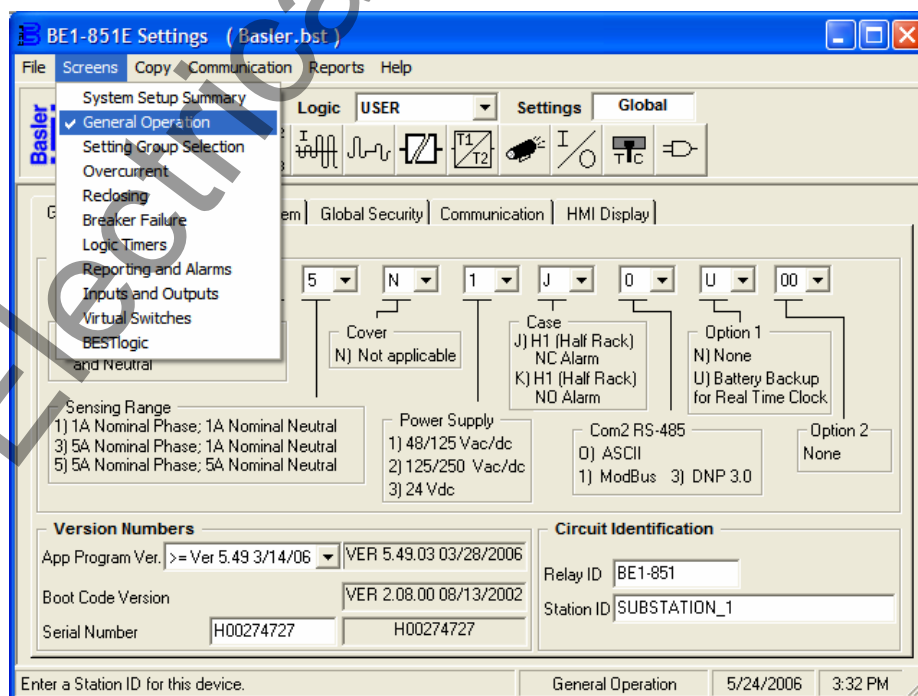 BE1-851E Settings ( Basler.bst )
File Screens Copy Communication Reports Help
System Setup Summary
General Operation
Setting Group Selection
Overcurrent
Reclosing
Breaker Failure
Logic Timers
Reporting and Alarms
Inputs and Outputs
Virtual Switches
BESTlogic
Basler
Logic USER Settings Global
I T1 T2 I O T C
Global Security Communication HMI Display
5 N 1 J 0 U 00
and Neutral
Cover
N) Not applicable
Case
J) H1 (Half Rack)
NC Alarm
K) H1 (Half Rack)
NO Alarm
Option 1
N) None
U) Battery Backup
for Real Time Clock
Sensing Range
1) 1A Nominal Phase; 1A Nominal Neutral
3) 5A Nominal Phase; 1A Nominal Neutral
5) 5A Nominal Phase; 5A Nominal Neutral
Power Supply
1) 48/125 Vac/dc
2) 125/250 Vac/dc
3) 24 Vdc
Com2 RS-485
0) ASCII
1) ModBus 3) DNP 3.0
Option 2
None
Version Numbers
App Program Ver. >= Ver 5.49 3/14/06 VER 5.49.03 03/28/2006
Boot Code Version VER 2.08.00 08/13/2002
Serial Number H00274727 H00274727
Circuit Identification
Relay ID BE1-851
Station ID SUBSTATION_1
Enter a Station ID for this device. General Operation 5/24/2006 3:32 PM
Electrica